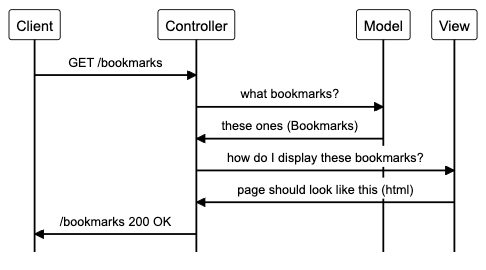 Client
Controller
Model
View
GET /bookmarks
what bookmarks?
these ones (Bookmarks)
how do I display these bookmarks?
page should look like this (html)
/bookmarks 200 OK